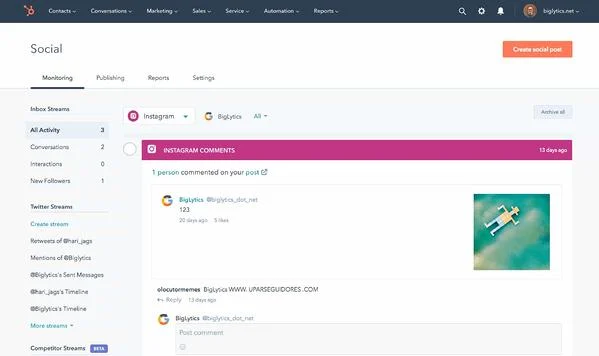 Contacts Conversations Marketing Sales Service Automation Reports biglytics.net
Social
Create social post
Monitoring Publishing Reports Settings
Inbox Streams
All Activity 3
Conversations 2
Interactions 0
New Followers 1
Twitter Streams
Create stream
Retweets of @hari_jags
Mentions of @Biglytics
@Biglytics's Sent Messages
@hari_jags's Timeline
@Biglytics's Timeline
More streams
Competitor Streams BETA
Instagram BigLytics All Archive all
INSTAGRAM COMMENTS 13 days ago
1 person commented on your post
BigLytics @biglytics_dot_net
123
20 days ago 5 likes
olocutormemes BigLytics WWW. UPARSEGUIDORES .COM
Reply 13 days ago
BigLytics @biglytics_dot_net
Post comment